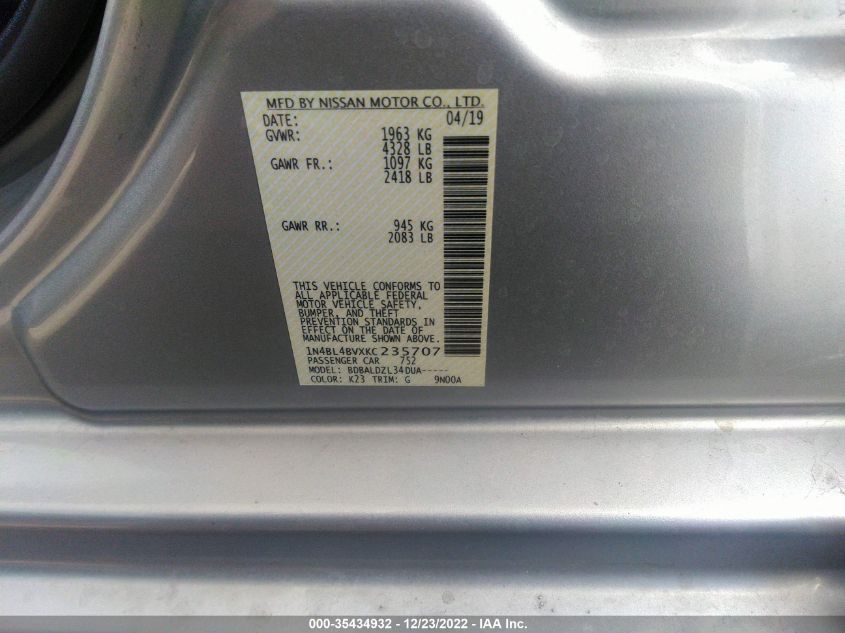 MFD BY NISSAN MOTOR CO., LTD.
DATE: 04/19
GVWR: 1963 KG
4328 LB
GAWR FR.: 1097 KG
2418 LB
GAWR RR.: 945 KG
2083 LB
THIS VEHICLE CONFORMS TO
ALL APPLICABLE FEDERAL
MOTOR VEHICLE SAFETY,
BUMPER, AND THEFT
PREVENTION STANDARDS IN
EFFECT ON THE DATE OF
MANUFACTURE SHOWN ABOVE.
1N4BL4BVXKC235707
PASSENGER CAR 752
MODEL: BDBALDZL34DUA-----
COLOR: K23 TRIM: G 9N00A
000-35434932 - 12/23/2022 - IAA Inc.